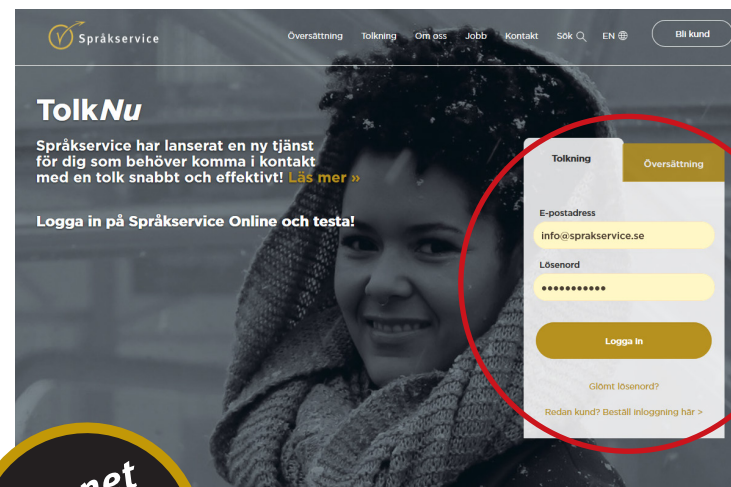 Språkservice
Översättning Tolkning Om oss Jobb Kontakt Sök EN Bli kund
TolkNu
Språkservice har lanserat en ny tjänst
för dig som behöver komma i kontakt
med en tolk snabbt och effektivt! Läs mer »
Logga in på Språkservice Online och testa!
Tolkning Översättning
E-postadress
info@sprakservice.se
Lösenord
•••••••••••
Logga in
Glömt lösenord?
Redan kund? Beställ inloggning här >